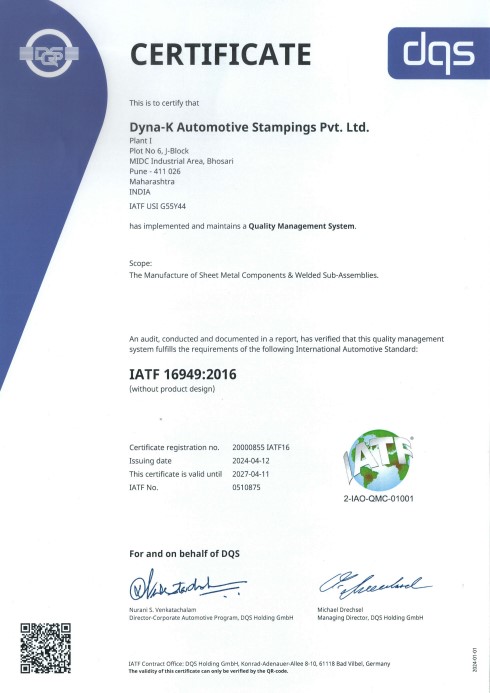 DQS
CERTIFICATE
dqs
This is to certify that
Dyna-K Automotive Stampings Pvt. Ltd.
Plant I
Plot No 6, J-Block
MIDC Industrial Area, Bhosari
Pune - 411 026
Maharashtra
INDIA
IATF USI G55Y44
has implemented and maintains a Quality Management System.
Scope:
The Manufacture of Sheet Metal Components & Welded Sub-Assemblies.
An audit, conducted and documented in a report, has verified that this quality management
system fulfills the requirements of the following International Automotive Standard:
IATF 16949:2016
(without product design)
Certificate registration no. 20000855 IATF16
Issuing date 2024-04-12
This certificate is valid until 2027-04-11
IATF No. 0510875
IATF
2-IAO-QMC-01001
For and on behalf of DQS
Nurani S. Venkatachalam
Director-Corporate Automotive Program, DQS Holding GmbH
Michael Drechsel
Managing Director, DQS Holding GmbH
IATF Contract Office: DQS Holding GmbH, Konrad-Adenauer-Allee 8-10, 61118 Bad Vilbel, Germany
The validity of this certificate can only be verified by the QR-code.
2024-01-01